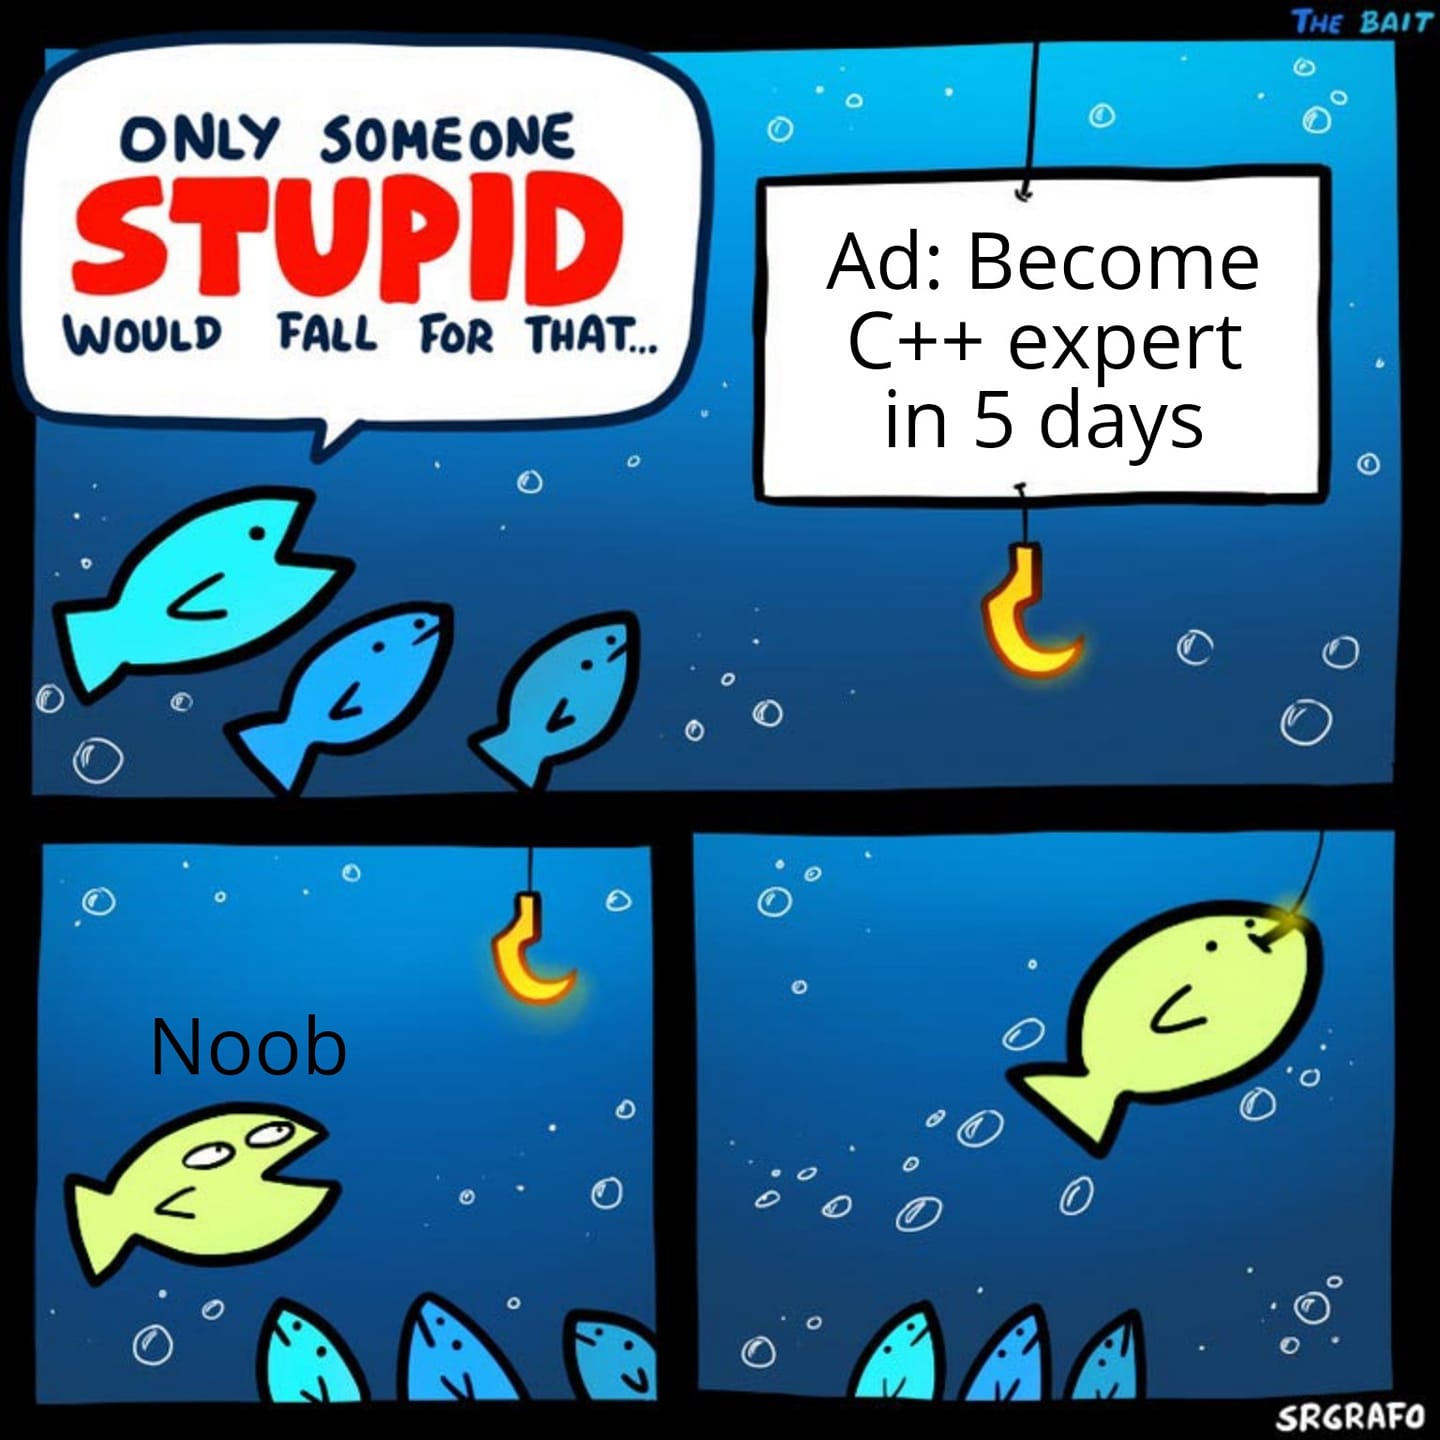 THE BAIT
ONLY SOMEONE
STUPID
WOULD FALL FOR THAT...
Ad: Become
C++ expert
in 5 days
Noob
SRGRAFO